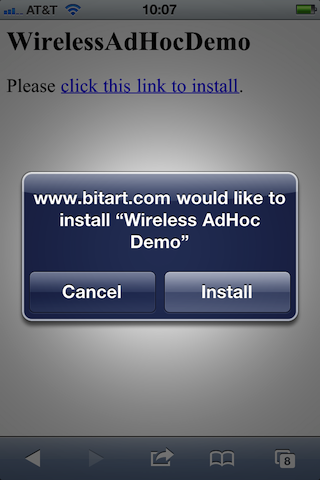 AT&T 10:07
WirelessAdHocDemo
Please click this link to install.
www.bitart.com would like to
install “Wireless AdHoc
Demo”
Cancel Install
8